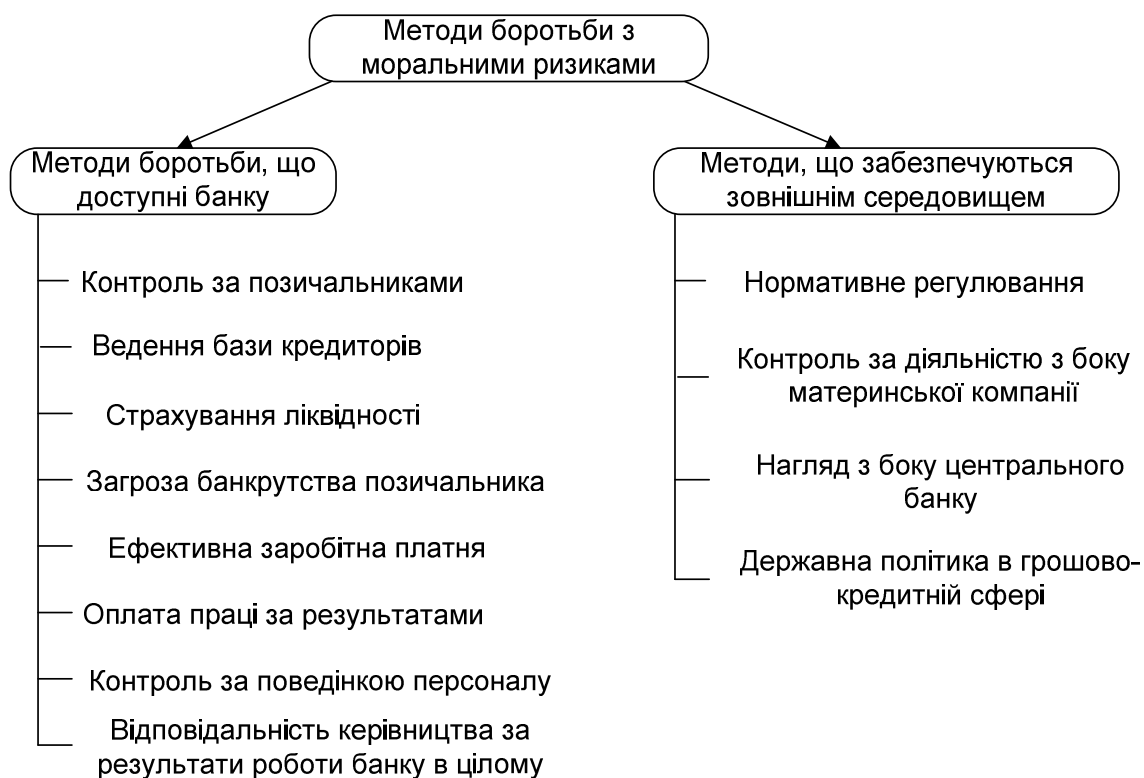 Методи боротьби з
моральними ризиками
Методи боротьби, що
доступні банку
Контроль за позичальниками
Ведення бази кредиторів
Страхування ліквідності
Загроза банкрутства позичальника
Ефективна заробітна платня
Оплата праці за результатами
Контроль за поведінкою персоналу
Відповідальність керівництва за
результати роботи банку в цілому
Методи, що забезпечуються
зовнішнім середовищем
Нормативне регулювання
Контроль за діяльністю з боку
материнської компанії
Нагляд з боку центрального
банку
Державна політика в грошово-
кредитній сфері